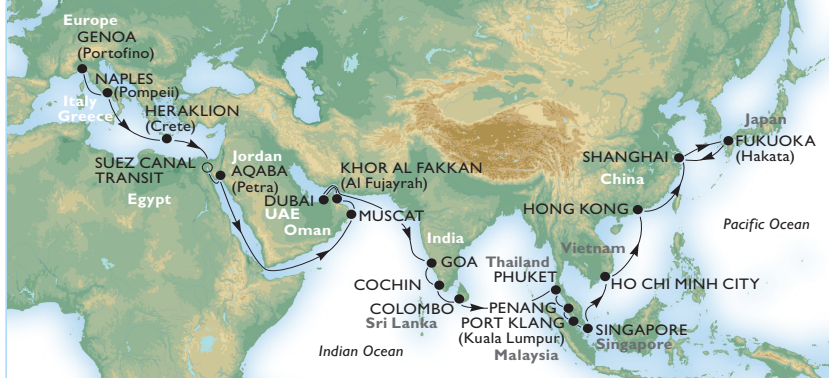 Europe
GENOA
(Portofino)
NAPLES
(Pompeii)
Italy
Greece
HERAKLION
(Crete)
SUEZ CANAL
TRANSIT
Jordan
AQABA
(Petra)
Egypt
KHOR AL FAKKAN
(Al Fujayrah)
DUBAI
UAE
Oman
MUSCAT
India
GOA
COCHIN
COLOMBO
Sri Lanka
Indian Ocean
Thailand
PHUKET
PENANG
PORT KLANG
(Kuala Lumpur)
Malaysia
SINGAPORE
Singapore
Vietnam
HO CHI MINH CITY
HONG KONG
China
SHANGHAI
Japan
FUKUOKA
(Hakata)
Pacific Ocean